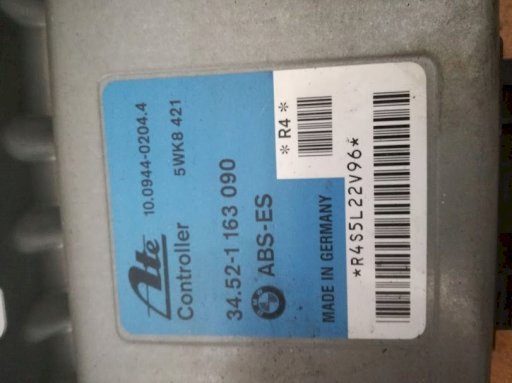 Ate 10.0944-0204.4
Controller 5WK8 421
34.52-1 163 090
ABS-ES
* R4 *
MADE IN GERMANY
*R4S5L22V96*